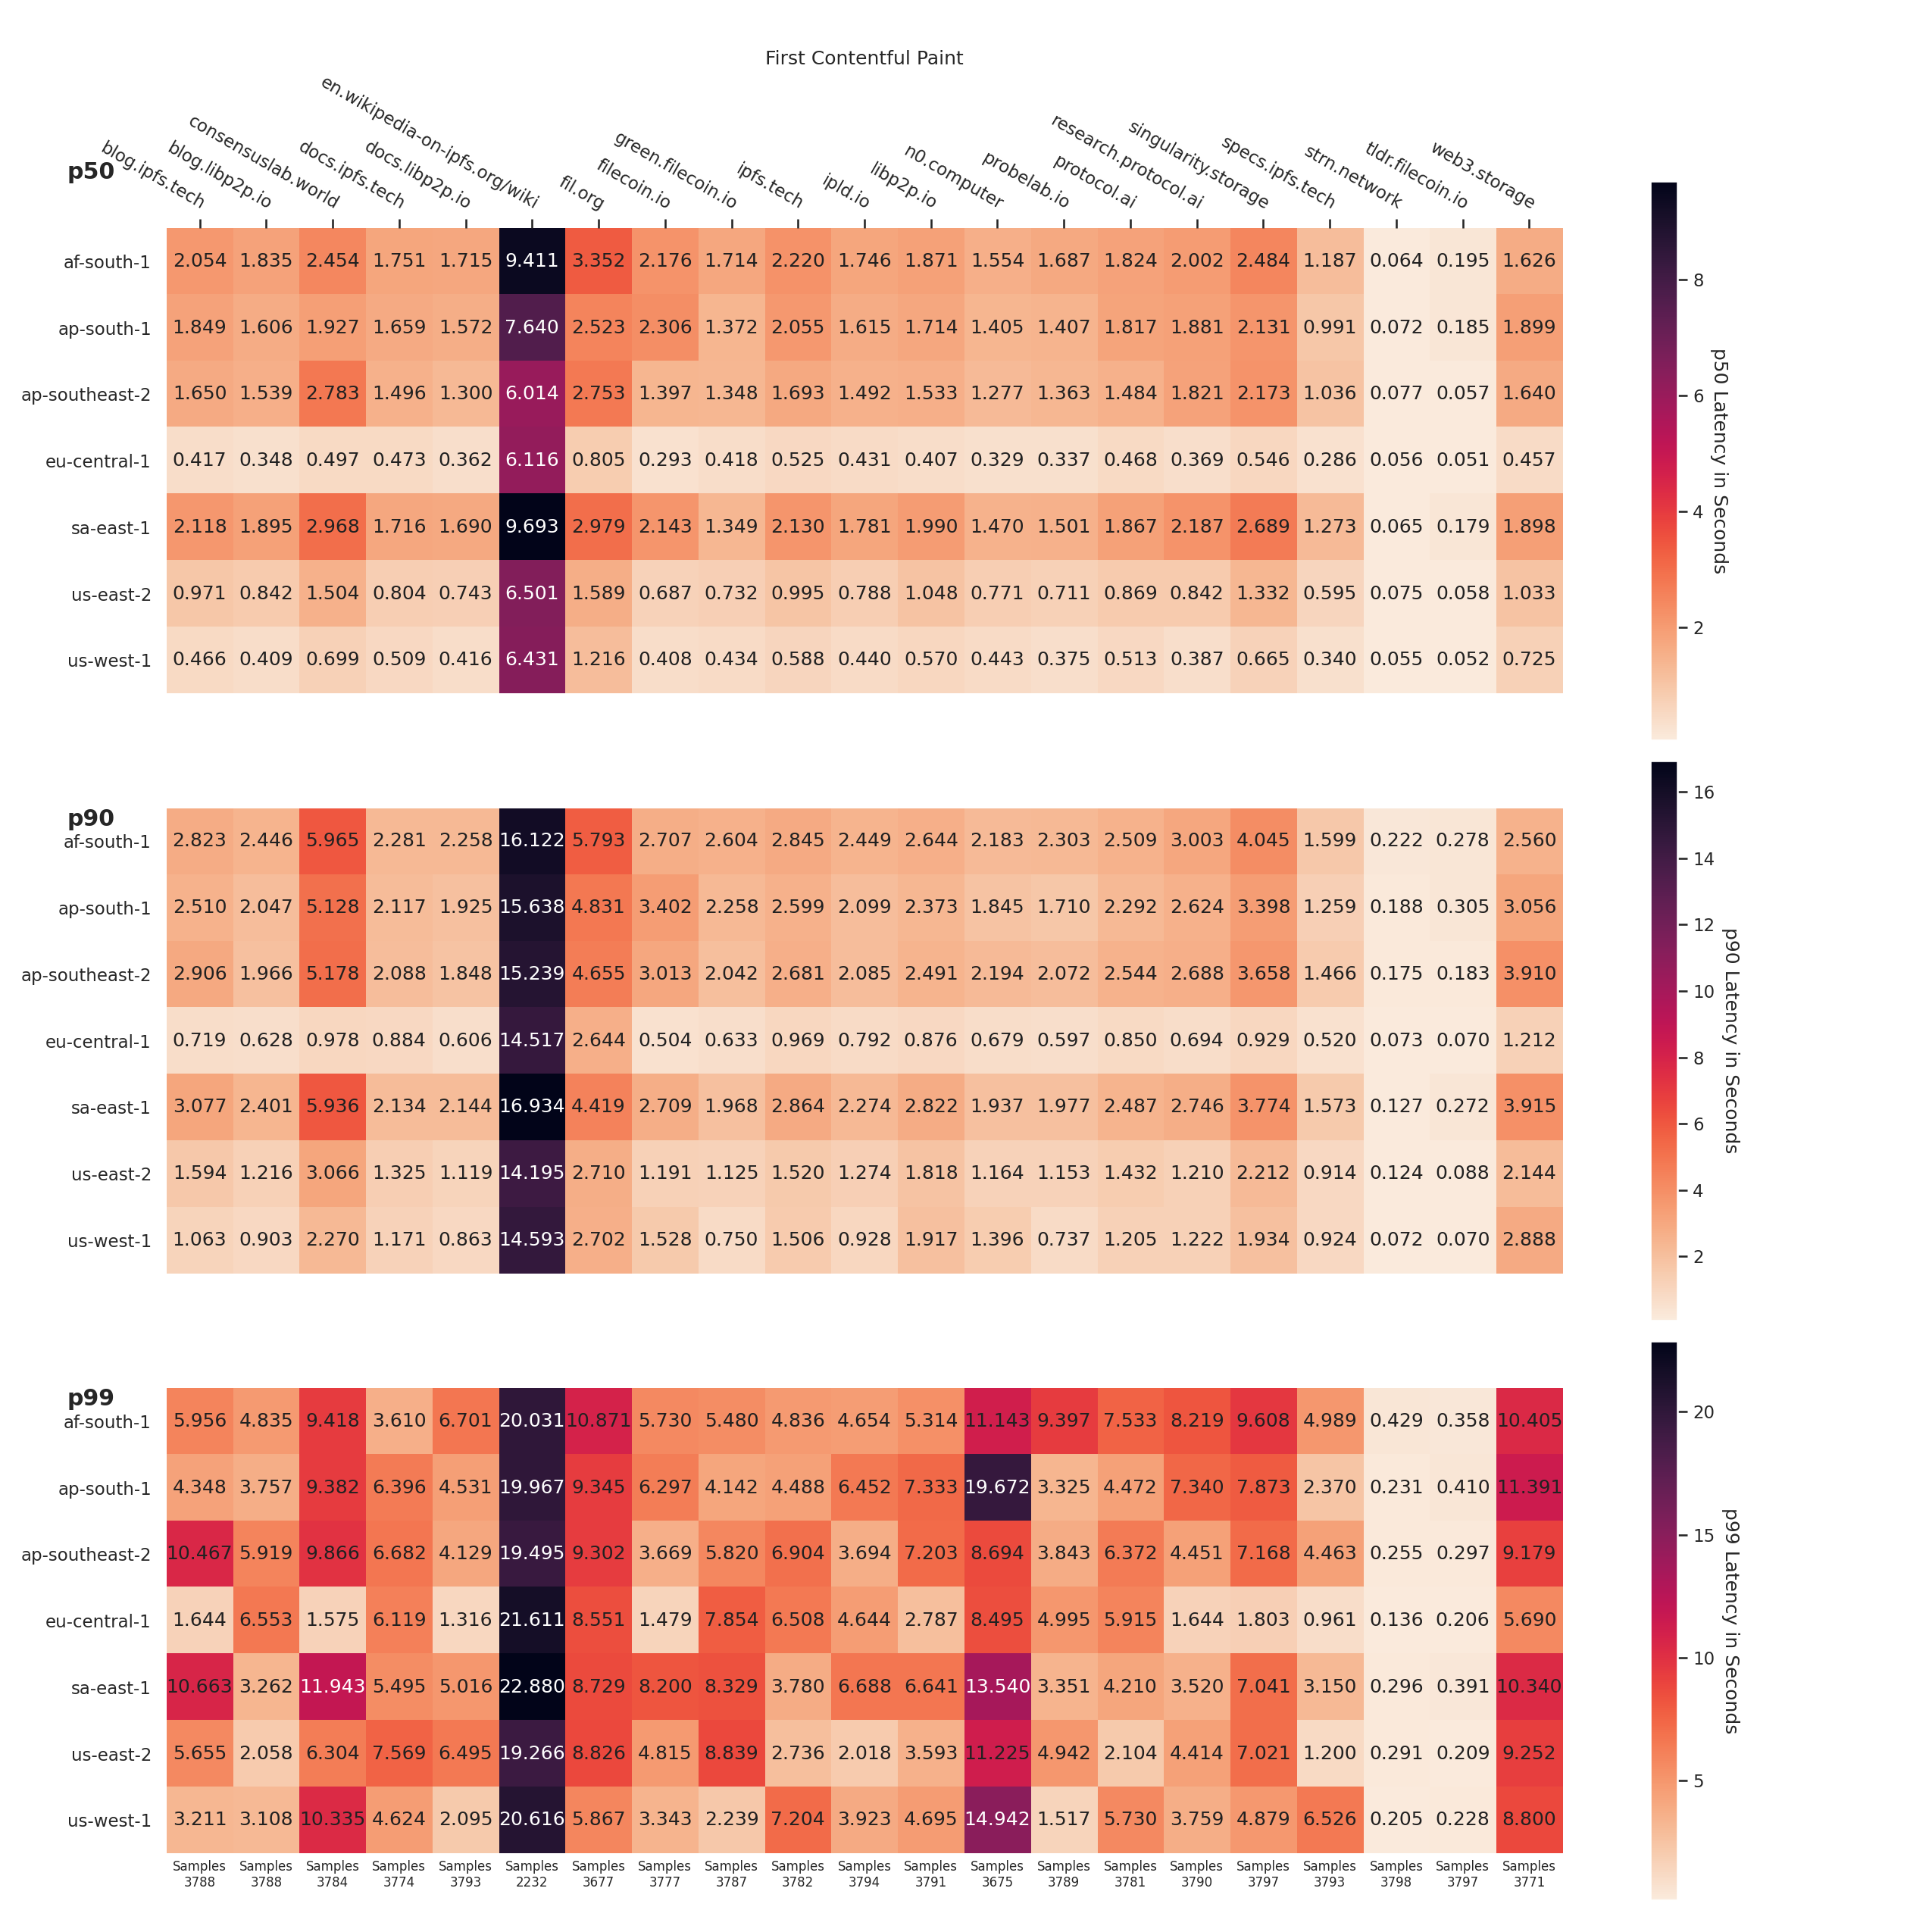 First Contentful Paint
p50
blog.ipfs.tech
blog.libp2p.io
consensuslab.world
docs.ipfs.tech
docs.libp2p.io
en.wikipedia-on-ipfs.org/wiki
fil.org
filecoin.io
green.filecoin.io
ipfs.tech
ipld.io
libp2p.io
n0.computer
probelab.io
protocol.ai
research.protocol.ai
singularity.storage
specs.ipfs.tech
strn.network
tldr.filecoin.io
web3.storage
af-south-1 2.054 1.835 2.454 1.751 1.715 9.411 3.352 2.176 1.714 2.220 1.746 1.871 1.554 1.687 1.824 2.002 2.484 1.187 0.064 0.195 1.626
ap-south-1 1.849 1.606 1.927 1.659 1.572 7.640 2.523 2.306 1.372 2.055 1.615 1.714 1.405 1.407 1.817 1.881 2.131 0.991 0.072 0.185 1.899
ap-southeast-2 1.650 1.539 2.783 1.496 1.300 6.014 2.753 1.397 1.348 1.693 1.492 1.533 1.277 1.363 1.484 1.821 2.173 1.036 0.077 0.057 1.640
eu-central-1 0.417 0.348 0.497 0.473 0.362 6.116 0.805 0.293 0.418 0.525 0.431 0.407 0.329 0.337 0.468 0.369 0.546 0.286 0.056 0.051 0.457
sa-east-1 2.118 1.895 2.968 1.716 1.690 9.693 2.979 2.143 1.349 2.130 1.781 1.990 1.470 1.501 1.867 2.187 2.689 1.273 0.065 0.179 1.898
us-east-2 0.971 0.842 1.504 0.804 0.743 6.501 1.589 0.687 0.732 0.995 0.788 1.048 0.771 0.711 0.869 0.842 1.332 0.595 0.075 0.058 1.033
us-west-1 0.466 0.409 0.699 0.509 0.416 6.431 1.216 0.408 0.434 0.588 0.440 0.570 0.443 0.375 0.513 0.387 0.665 0.340 0.055 0.052 0.725
8
6
4
2
p50 Latency in Seconds
p90
af-south-1 2.823 2.446 5.965 2.281 2.258 16.122 5.793 2.707 2.604 2.845 2.449 2.644 2.183 2.303 2.509 3.003 4.045 1.599 0.222 0.278 2.560
ap-south-1 2.510 2.047 5.128 2.117 1.925 15.638 4.831 3.402 2.258 2.599 2.099 2.373 1.845 1.710 2.292 2.624 3.398 1.259 0.188 0.305 3.056
ap-southeast-2 2.906 1.966 5.178 2.088 1.848 15.239 4.655 3.013 2.042 2.681 2.085 2.491 2.194 2.072 2.544 2.688 3.658 1.466 0.175 0.183 3.910
eu-central-1 0.719 0.628 0.978 0.884 0.606 14.517 2.644 0.504 0.633 0.969 0.792 0.876 0.679 0.597 0.850 0.694 0.929 0.520 0.073 0.070 1.212
sa-east-1 3.077 2.401 5.936 2.134 2.144 16.934 4.419 2.709 1.968 2.864 2.274 2.822 1.937 1.977 2.487 2.746 3.774 1.573 0.127 0.272 3.915
us-east-2 1.594 1.216 3.066 1.325 1.119 14.195 2.710 1.191 1.125 1.520 1.274 1.818 1.164 1.153 1.432 1.210 2.212 0.914 0.124 0.088 2.144
us-west-1 1.063 0.903 2.270 1.171 0.863 14.593 2.702 1.528 0.750 1.506 0.928 1.917 1.396 0.737 1.205 1.222 1.934 0.924 0.072 0.070 2.888
16
14
12
10
8
6
4
2
p90 Latency in Seconds
p99
af-south-1 5.956 4.835 9.418 3.610 6.701 20.031 10.871 5.730 5.480 4.836 4.654 5.314 11.143 9.397 7.533 8.219 9.608 4.989 0.429 0.358 10.405
ap-south-1 4.348 3.757 9.382 6.396 4.531 19.967 9.345 6.297 4.142 4.488 6.452 7.333 19.672 3.325 4.472 7.340 7.873 2.370 0.231 0.410 11.391
ap-southeast-2 10.467 5.919 9.866 6.682 4.129 19.495 9.302 3.669 5.820 6.904 3.694 7.203 8.694 3.843 6.372 4.451 7.168 4.463 0.255 0.297 9.179
eu-central-1 1.644 6.553 1.575 6.119 1.316 21.611 8.551 1.479 7.854 6.508 4.644 2.787 8.495 4.995 5.915 1.644 1.803 0.961 0.136 0.206 5.690
sa-east-1 10.663 3.262 11.943 5.495 5.016 22.880 8.729 8.200 8.329 3.780 6.688 6.641 13.540 3.351 4.210 3.520 7.041 3.150 0.296 0.391 10.340
us-east-2 5.655 2.058 6.304 7.569 6.495 19.266 8.826 4.815 8.839 2.736 2.018 3.593 11.225 4.942 2.104 4.414 7.021 1.200 0.291 0.209 9.252
us-west-1 3.211 3.108 10.335 4.624 2.095 20.616 5.867 3.343 2.239 7.204 3.923 4.695 14.942 1.517 5.730 3.759 4.879 6.526 0.205 0.228 8.800
Samples Samples Samples Samples Samples Samples Samples Samples Samples Samples Samples Samples Samples Samples Samples Samples Samples Samples Samples Samples Samples
3788 3788 3784 3774 3793 2232 3677 3777 3787 3782 3794 3791 3675 3789 3781 3790 3797 3793 3798 3797 3771
20
15
10
5
p99 Latency in Seconds